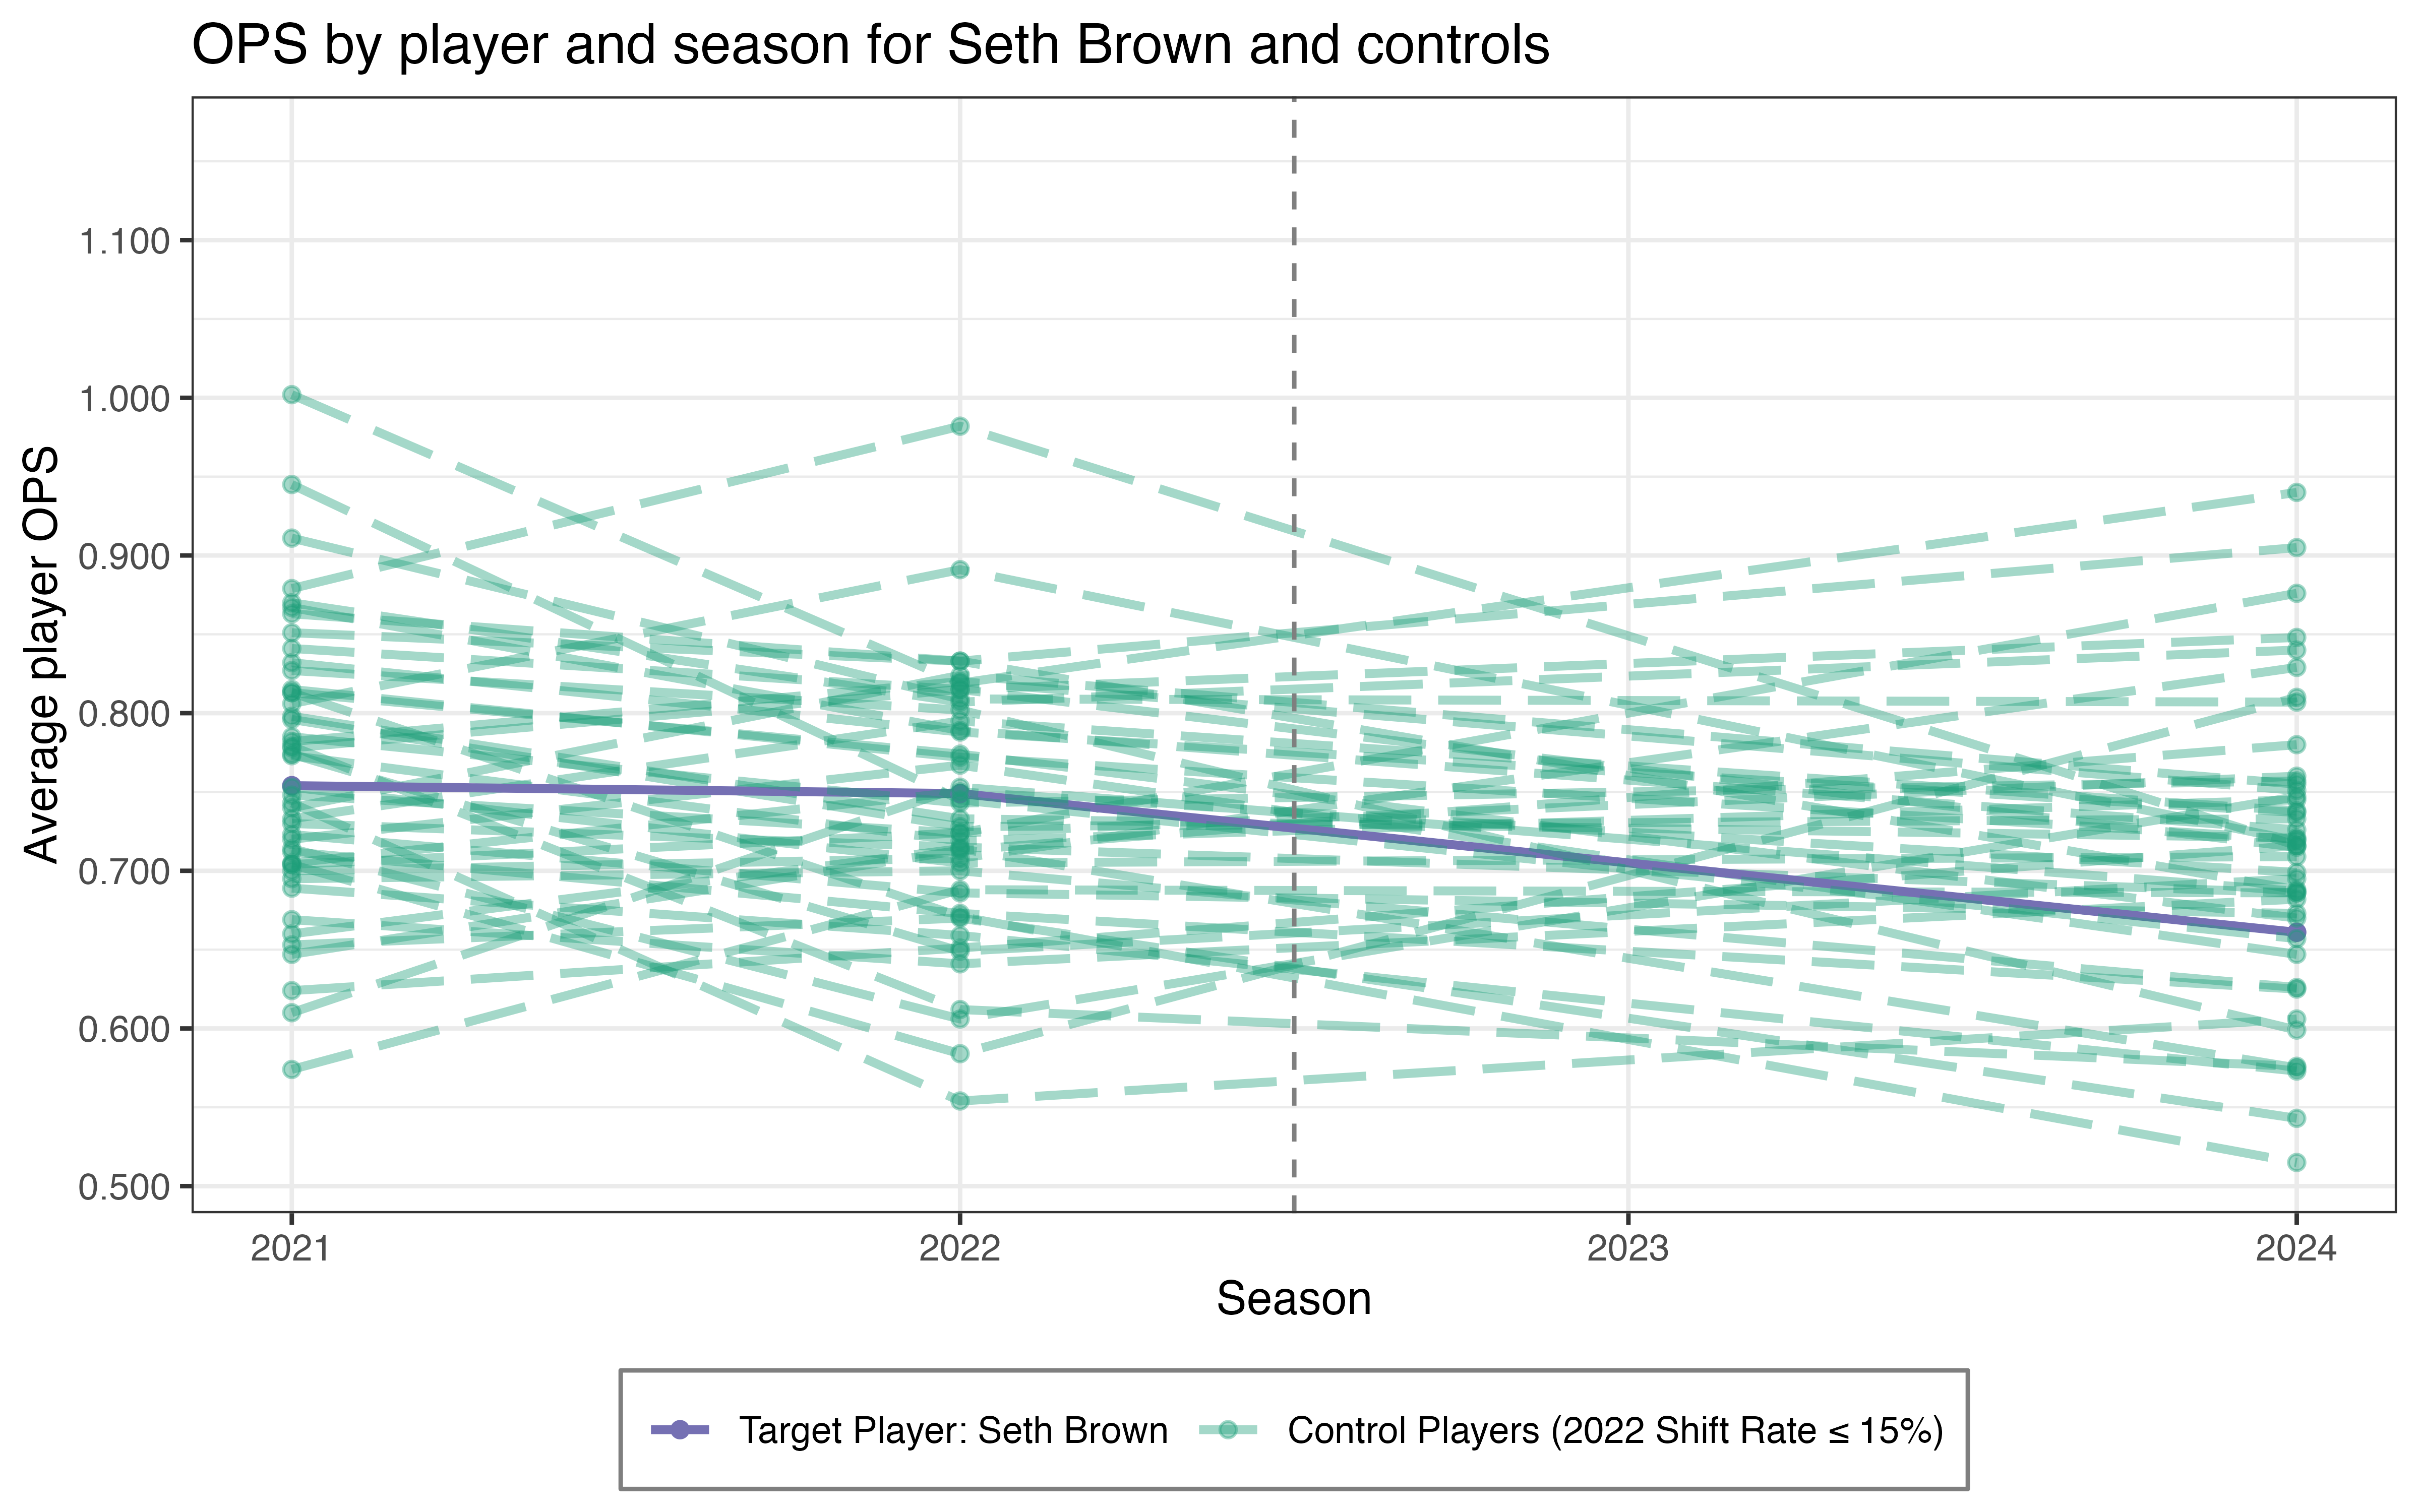 OPS by player and season for Seth Brown and controls
Average player OPS
1.100
1.000
0.900
0.800
0.700
0.600
0.500
2021 2022 2023 2024
Season
Target Player: Seth Brown Control Players (2022 Shift Rate ≤ 15%)